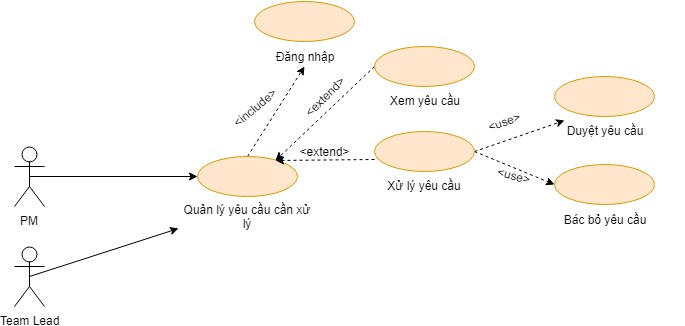 Đăng nhập
<include>
<extend>
Xem yêu cầu
<use>
Duyệt yêu cầu
<extend>
Xử lý yêu cầu
<use>
Bác bỏ yêu cầu
Quản lý yêu cầu cần xử
lý
PM
Team Lead